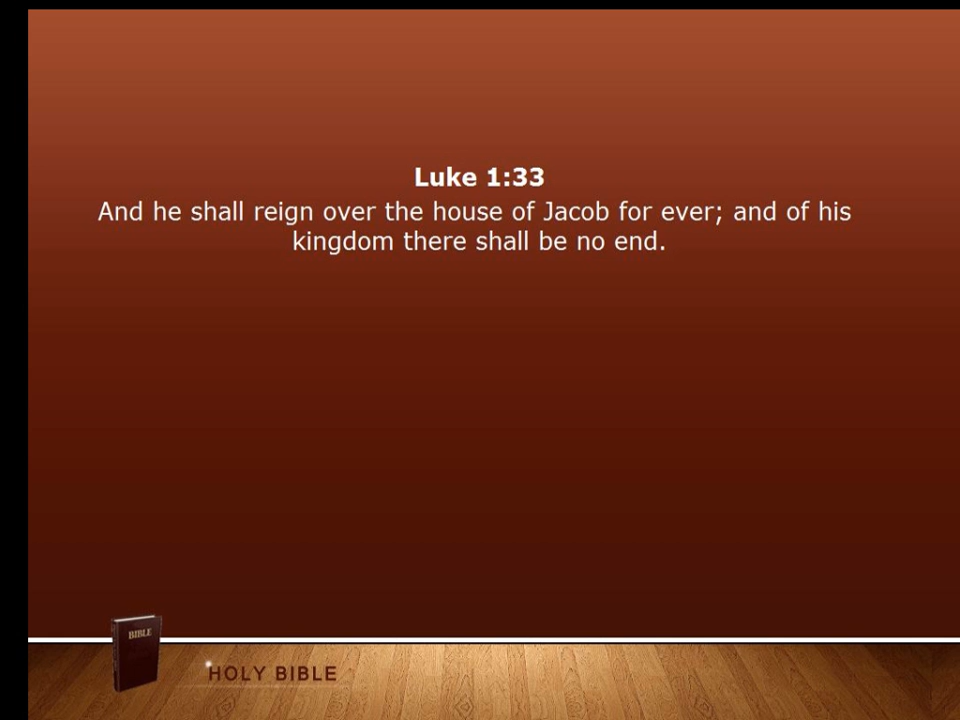 Luke 1:33
And he shall reign over the house of Jacob for ever; and of his
kingdom there shall be no end.
BIBLE
HOLY BIBLE